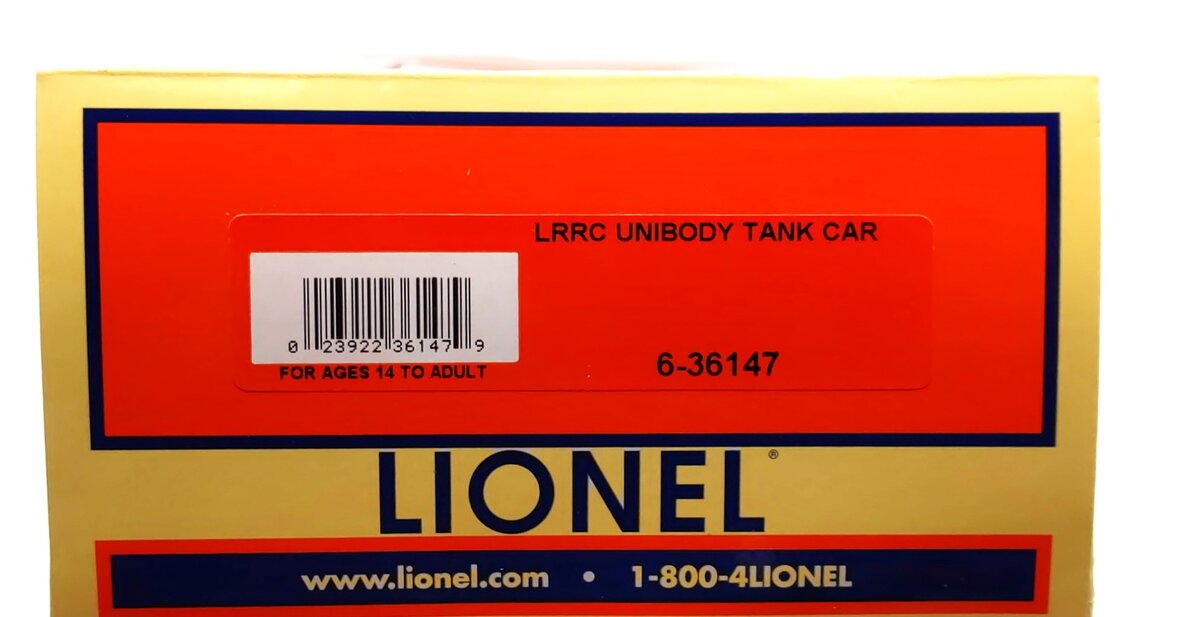 LRRC UNIBODY TANK CAR
0 23922 36147 9
FOR AGES 14 TO ADULT
6-36147
LIONEL®
www.lionel.com • 1-800-4LIONEL